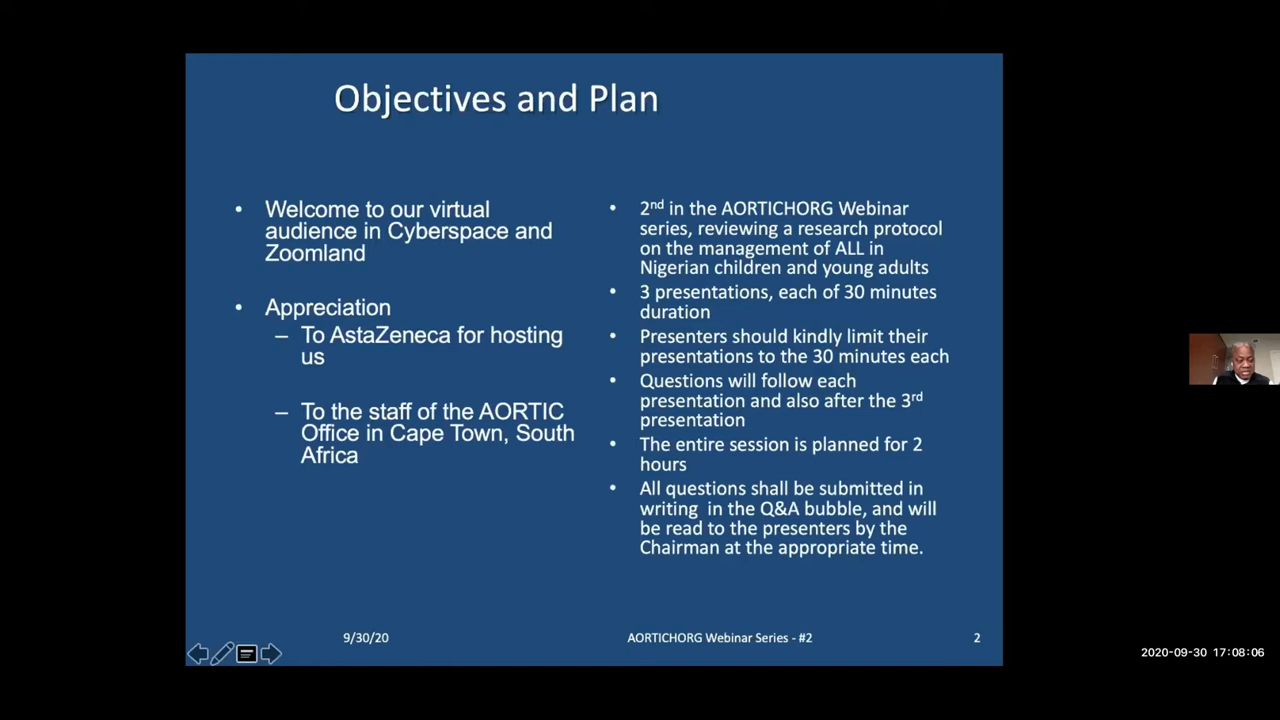 Objectives and Plan
• Welcome to our virtual
audience in Cyberspace and
Zoomland
• Appreciation
– To AstaZeneca for hosting
us
– To the staff of the AORTIC
Office in Cape Town, South
Africa
• 2nd in the AORTICHORG Webinar
series, reviewing a research protocol
on the management of ALL in
Nigerian children and young adults
• 3 presentations, each of 30 minutes
duration
• Presenters should kindly limit their
presentations to the 30 minutes each
• Questions will follow each
presentation and also after the 3rd
presentation
• The entire session is planned for 2
hours
• All questions shall be submitted in
writing in the Q&A bubble, and will
be read to the presenters by the
Chairman at the appropriate time.
9/30/20
AORTICHORG Webinar Series - #2
2
2020-09-30 17:08:06